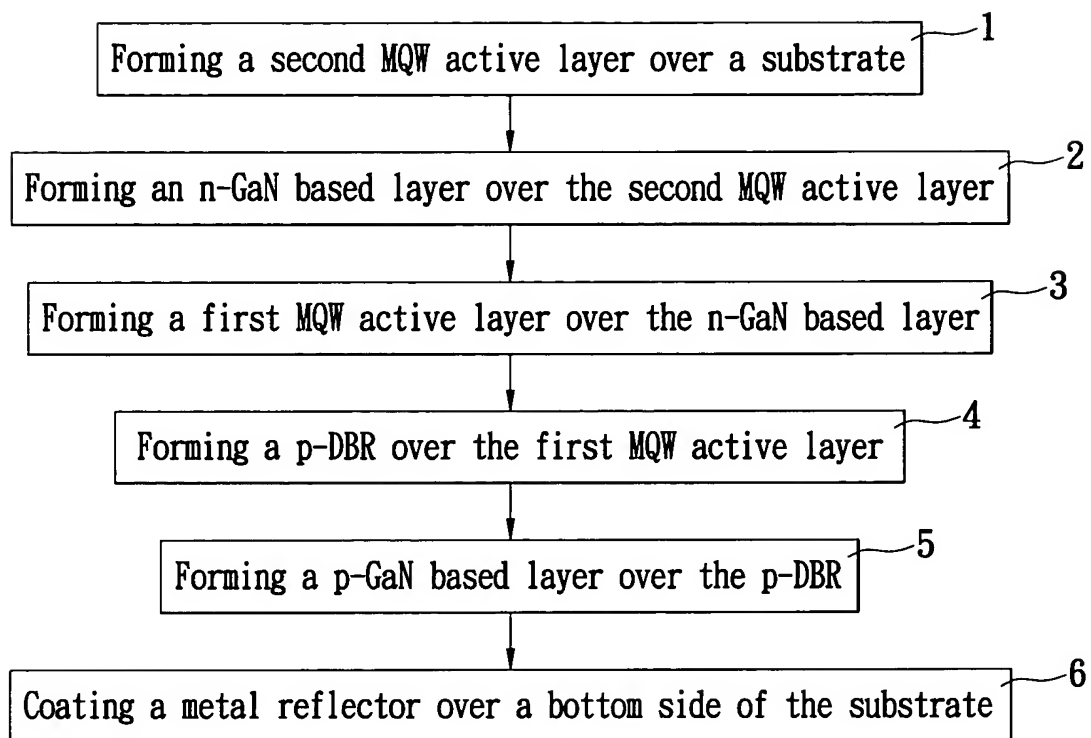 1
Forming a second MQW active layer over a substrate
2
Forming an n-GaN based layer over the second MQW active layer
3
Forming a first MQW active layer over the n-GaN based layer
4
Forming a p-DBR over the first MQW active layer
5
Forming a p-GaN based layer over the p-DBR
6
Coating a metal reflector over a bottom side of the substrate